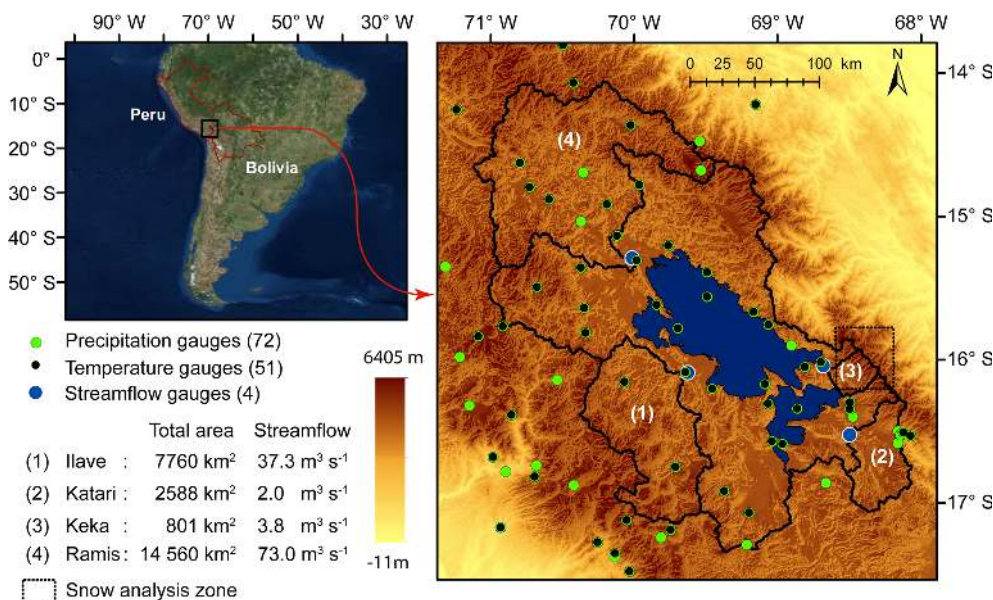 90° W 80° W 60° W 40° W
0°
10° S
20° S
30° S
40° S
50° S
Peru
Bolivia
71° W 70° W 69° W 68° W
14° S
15° S
16° S
17° S
0 25 50 100 km
N
(4)
(3)
(1)
(2)
Precipitation gauges (72)
Temperature gauges (51)
Streamflow gauges (4)
Total area Streamflow
(1) Ilave : 7760 km² 37.3 m³ s⁻¹
(2) Katari : 2588 km² 2.0 m³ s⁻¹
(3) Keka : 801 km² 3.8 m³ s⁻¹
(4) Ramis: 14 560 km² 73.0 m³ s⁻¹
Snow analysis zone
6405 m
-11m